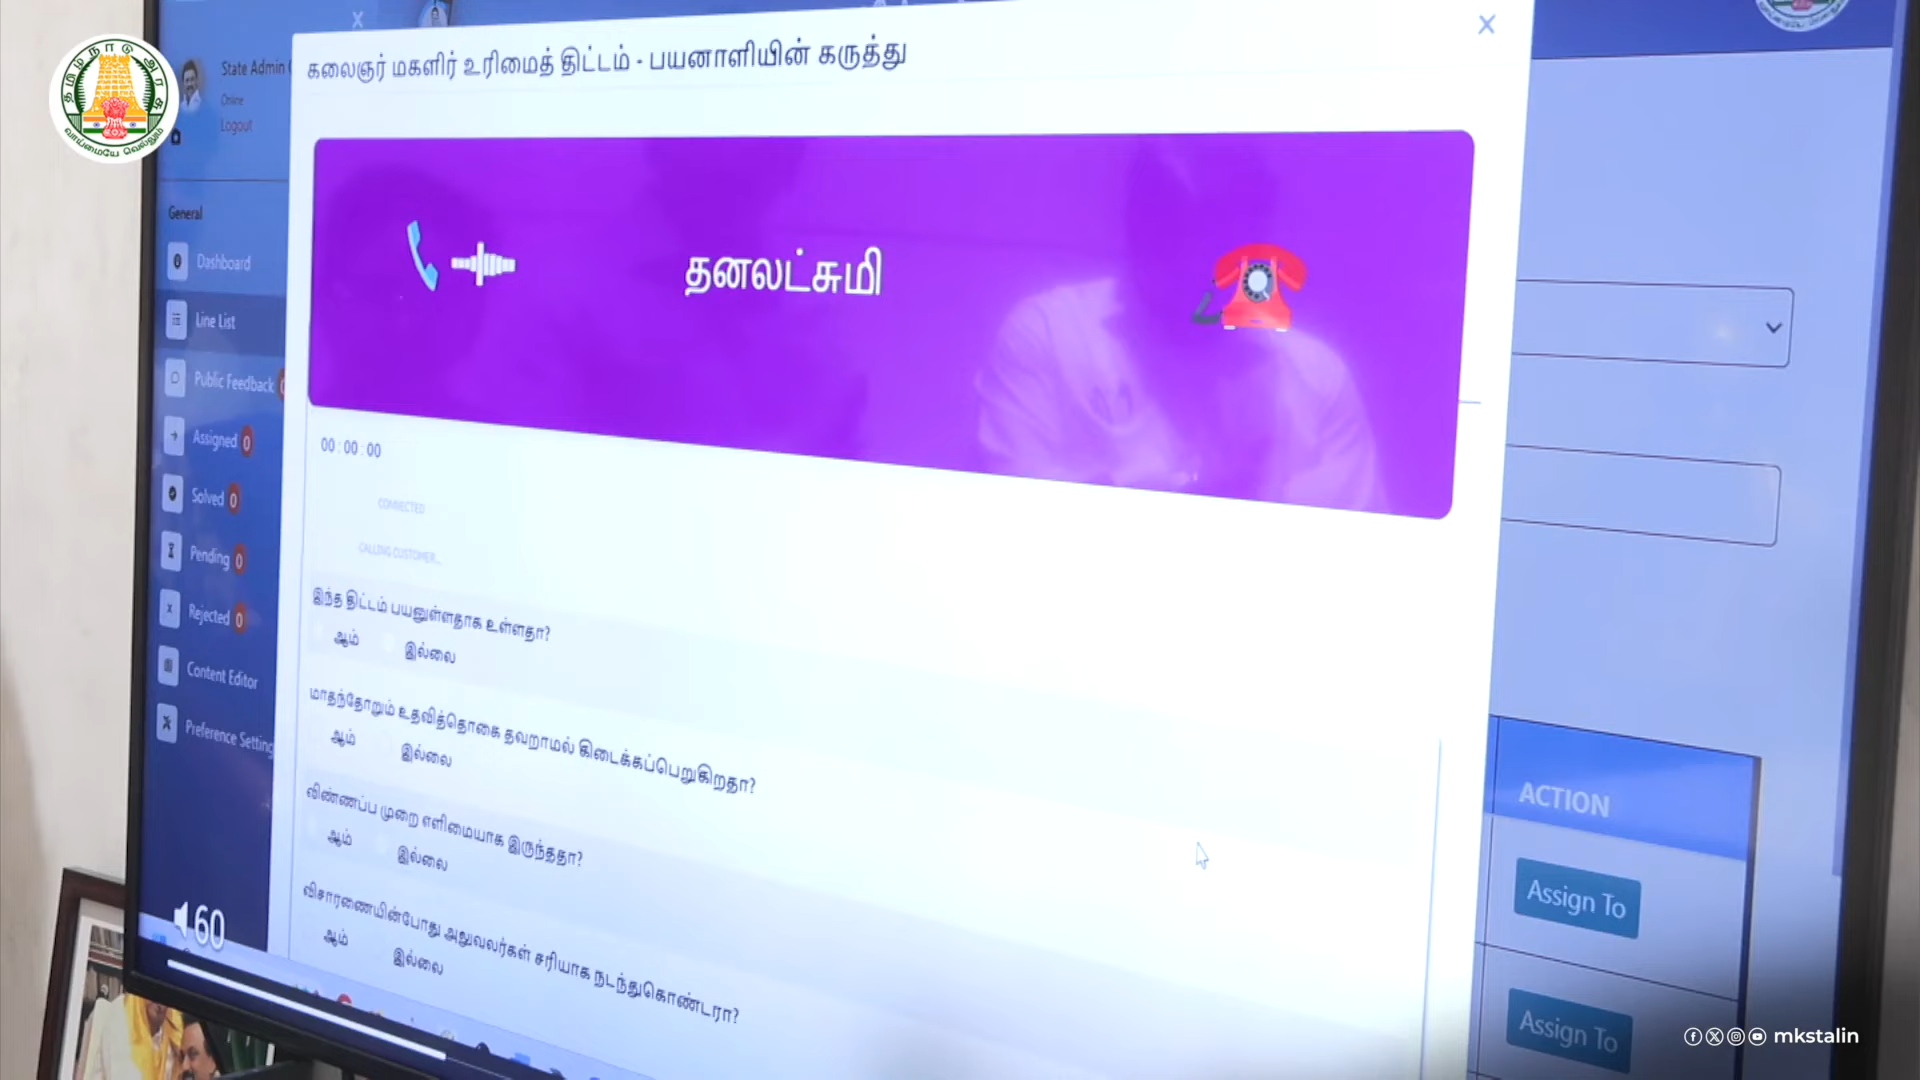 தமிழ்நாடு அரசு
வாய்மையே வெல்லும்
State Admin
Online
Logout
General
Dashboard
Line List
Public Feedback
Assigned 0
Solved 0
Pending 0
Rejected 0
Content Editor
Preference Setting
கலைஞர் மகளிர் உரிமைத் திட்டம் - பயனாளியின் கருத்து
தனலட்சுமி
00 : 00 : 00
CONNECTED
CALLING CUSTOMER...
இந்த திட்டம் பயனுள்ளதாக உள்ளதா?
ஆம் இல்லை
மாதந்தோறும் உதவித்தொகை தவறாமல் கிடைக்கப்பெறுகிறதா?
ஆம் இல்லை
விண்ணப்ப முறை எளிமையாக இருந்ததா?
ஆம் இல்லை
விசாரணையின்போது அலுவலர்கள் சரியாக நடந்துகொண்டரா?
ஆம் இல்லை
ACTION
Assign To
Assign To
60
mkstalin